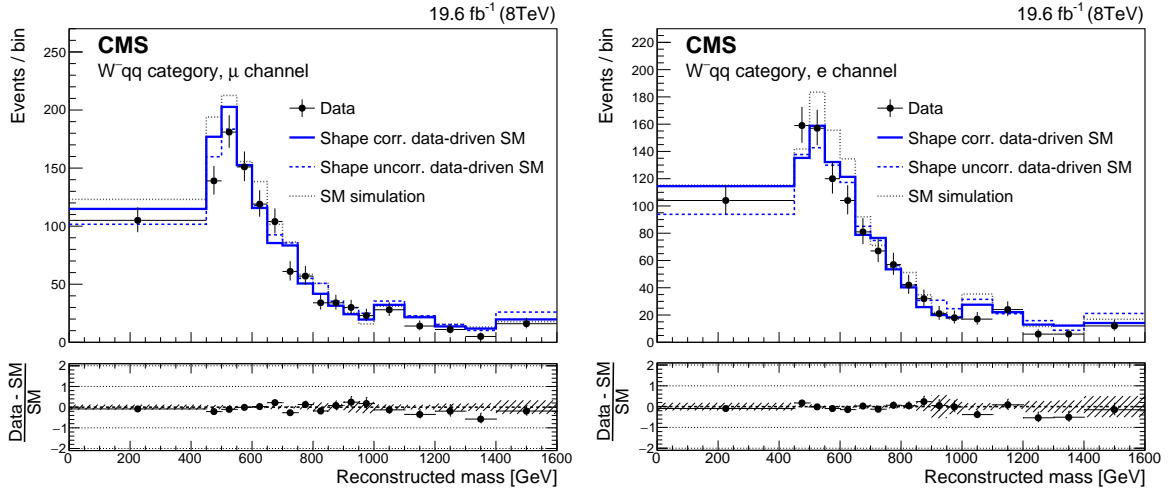 19.6 fb⁻¹ (8TeV)
CMS
W⁻qq category, μ channel
Events / bin
250
200
150
100
50
0
Data
Shape corr. data-driven SM
Shape uncorr. data-driven SM
SM simulation
Data - SM
SM
2
1
0
−1
−2
0 200 400 600 800 1000 1200 1400 1600
Reconstructed mass [GeV]
19.6 fb⁻¹ (8TeV)
CMS
W⁻qq category, e channel
Events / bin
220
200
180
160
140
120
100
80
60
40
20
0
Data
Shape corr. data-driven SM
Shape uncorr. data-driven SM
SM simulation
Data - SM
SM
2
1
0
−1
−2
0 200 400 600 800 1000 1200 1400 1600
Reconstructed mass [GeV]